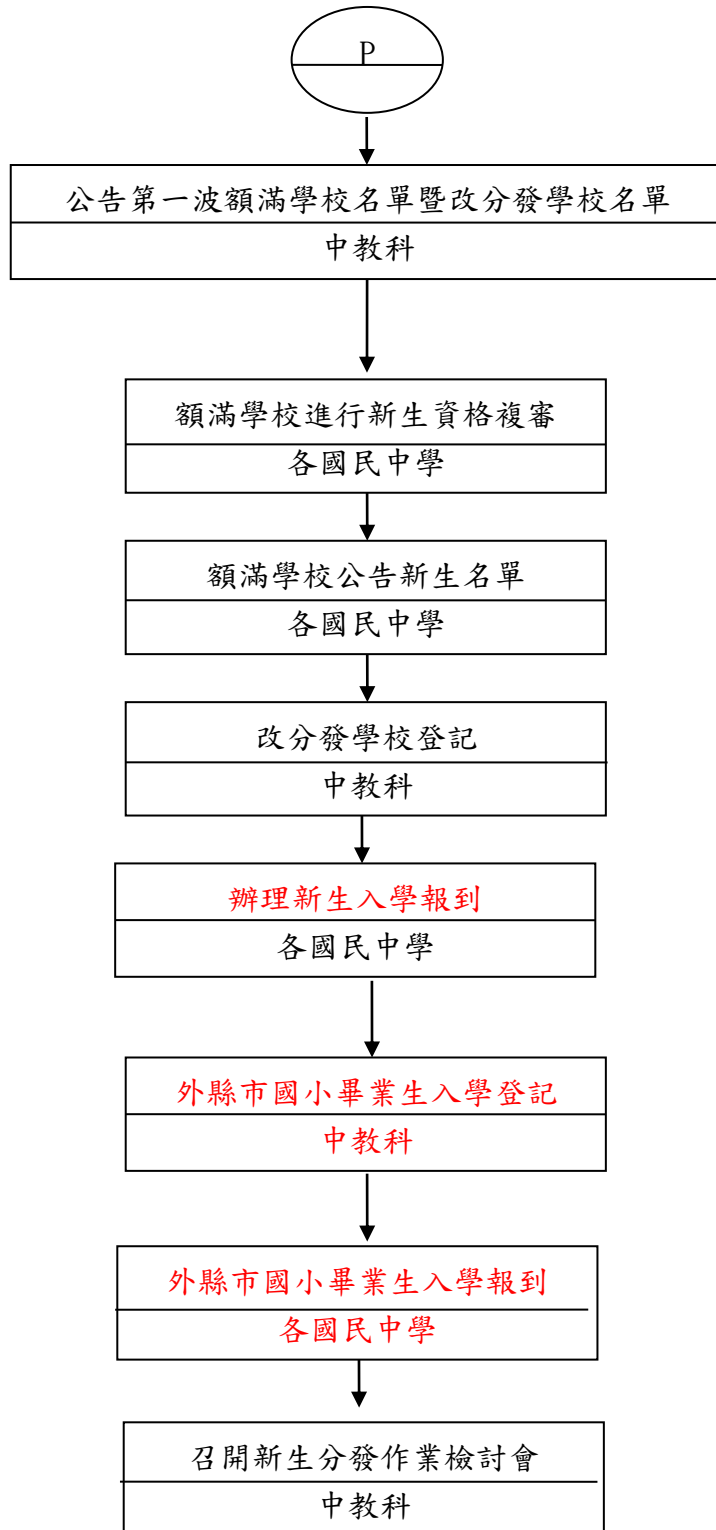 P
公告第一波額滿學校名單暨改分發學校名單
中教科
額滿學校進行新生資格複審
各國民中學
額滿學校公告新生名單
各國民中學
改分發學校登記
中教科
辦理新生入學報到
各國民中學
外縣市國小畢業生入學登記
中教科
外縣市國小畢業生入學報到
各國民中學
召開新生分發作業檢討會
中教科